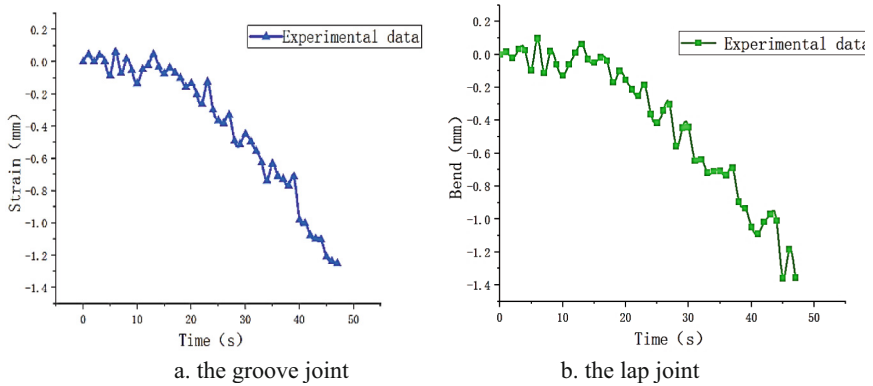 0.2
0.0
-0.2
-0.4
-0.6
-0.8
-1.0
-1.2
-1.4
Strain (mm)
Experimental data
0 10 20 30 40 50
Time (s)
a. the groove joint
0.2
0.0
-0.2
-0.4
-0.6
-0.8
-1.0
-1.2
-1.4
Bend (mm)
Experimental data
0 10 20 30 40 50
Time (s)
b. the lap joint